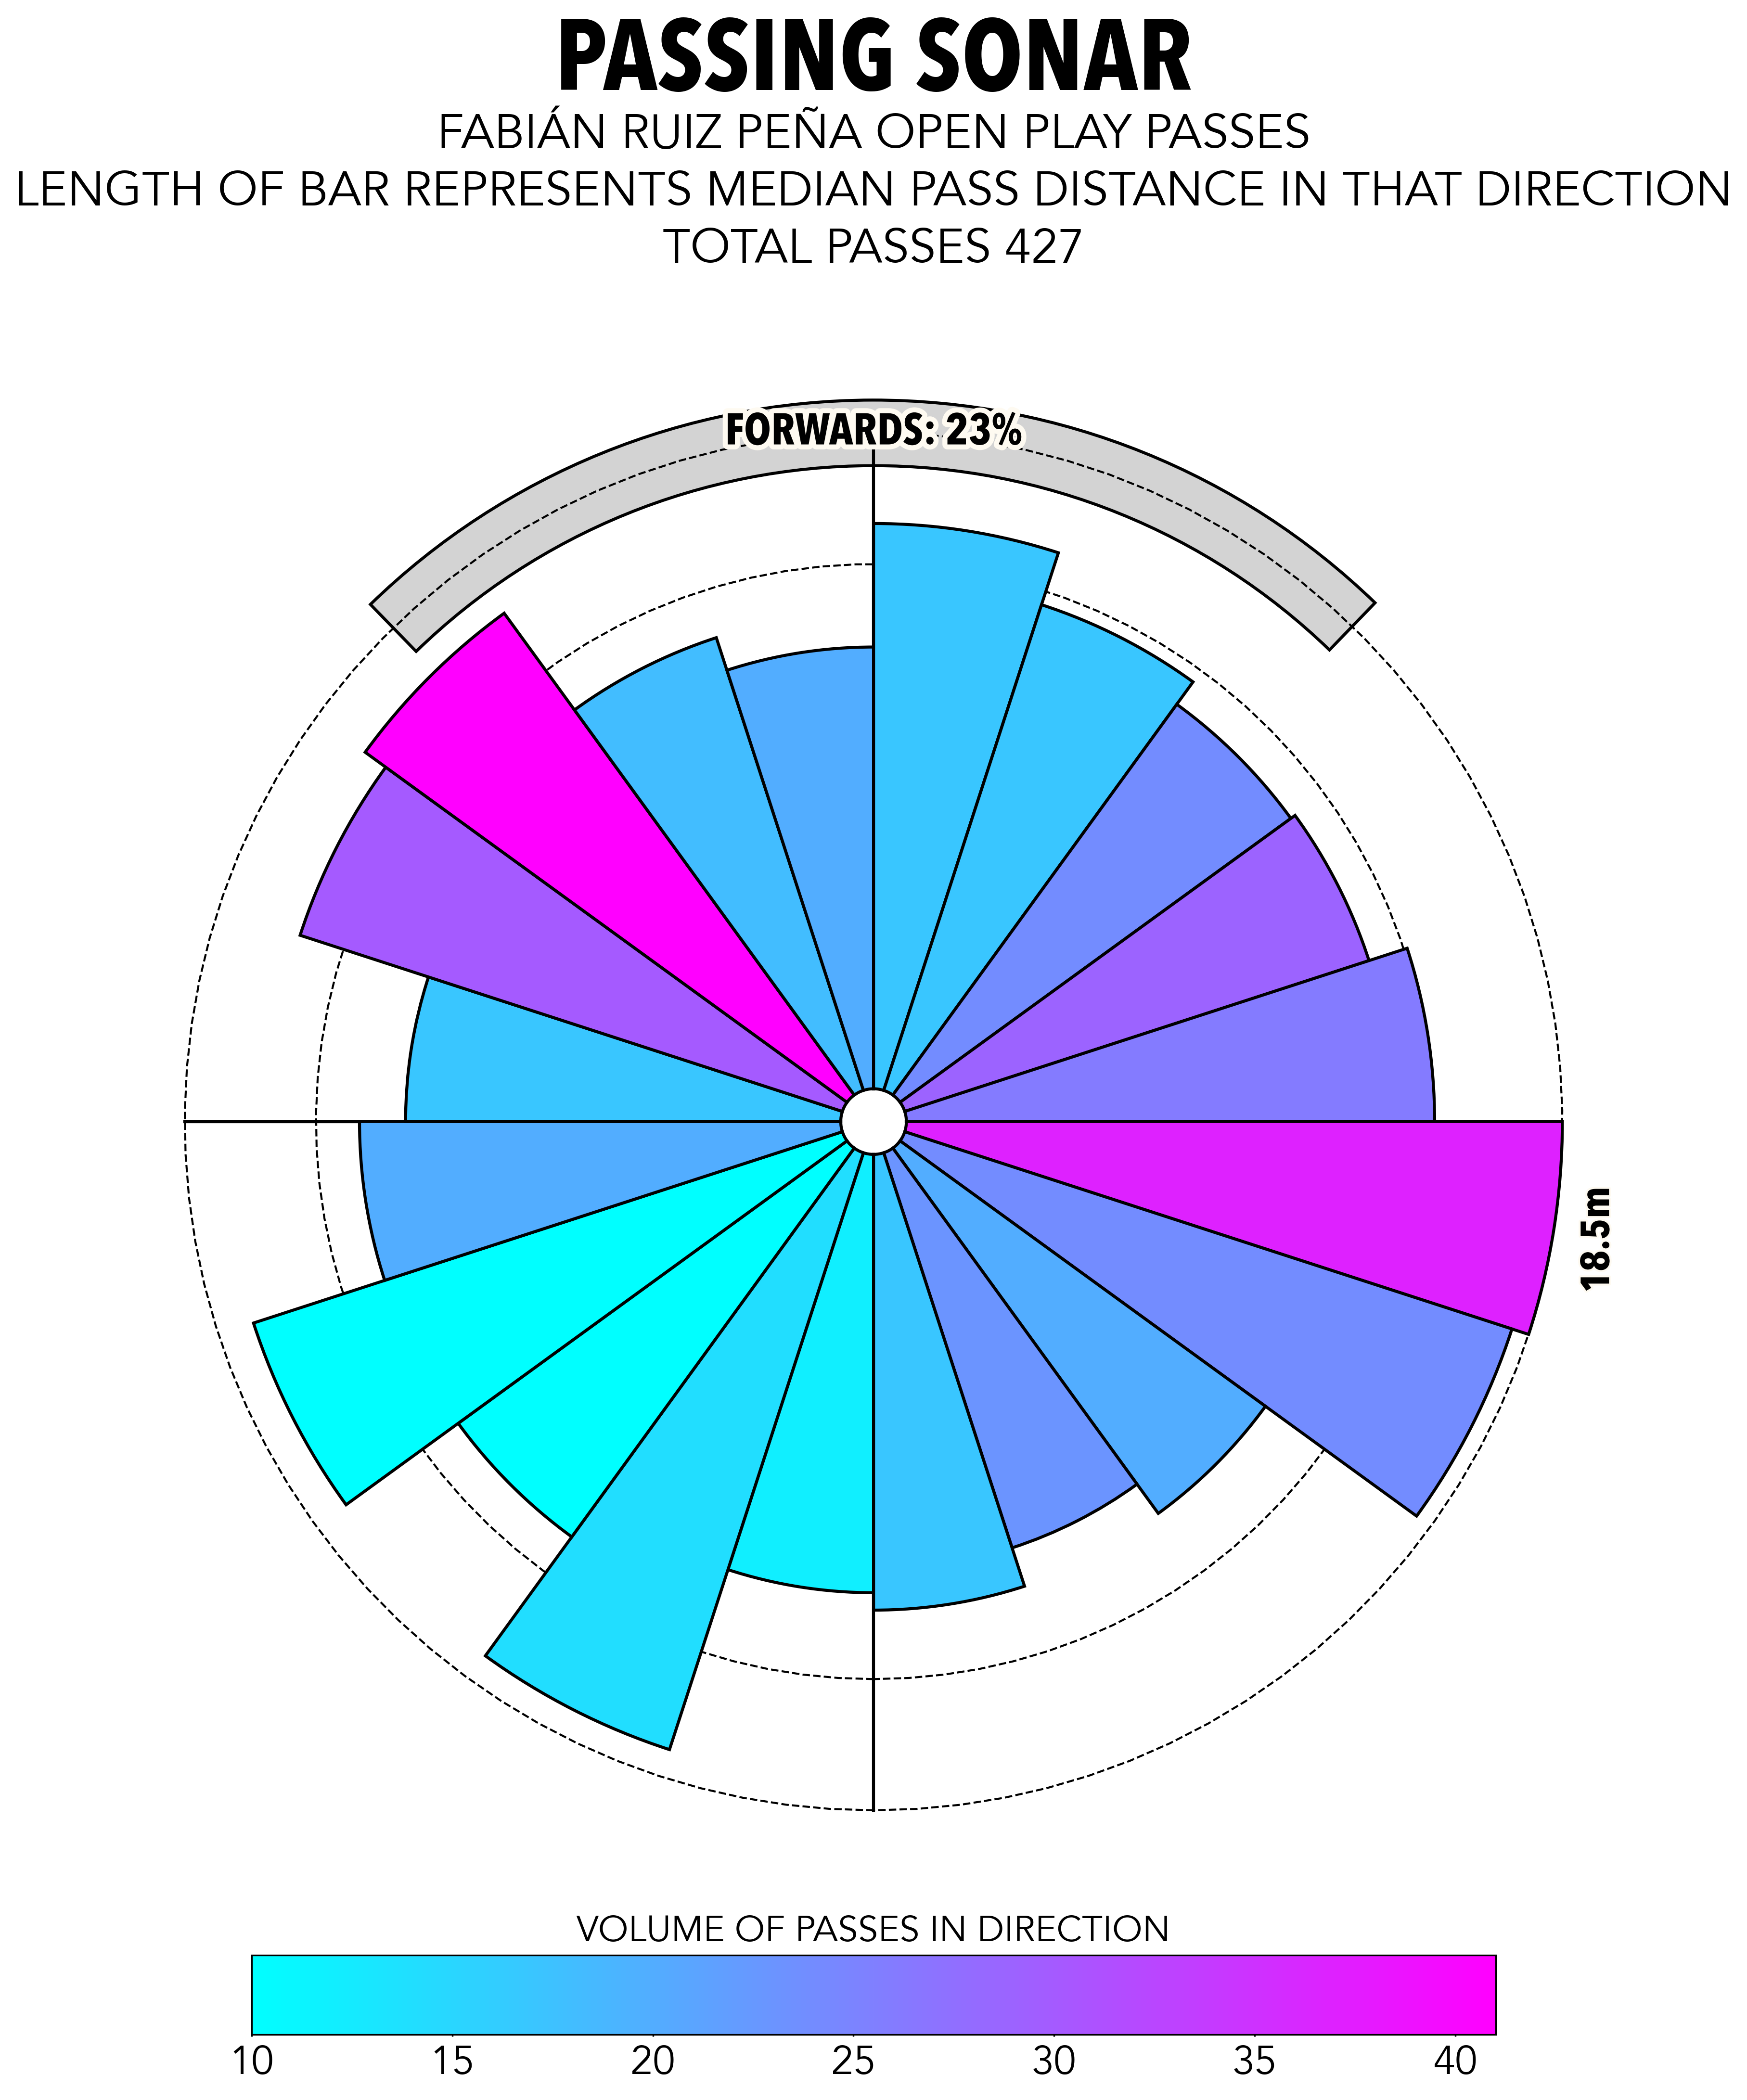 PASSING SONAR
FABIÁN RUIZ PEÑA OPEN PLAY PASSES
LENGTH OF BAR REPRESENTS MEDIAN PASS DISTANCE IN THAT DIRECTION
TOTAL PASSES 427
FORWARDS: 23%
18.5m
VOLUME OF PASSES IN DIRECTION
10 15 20 25 30 35 40